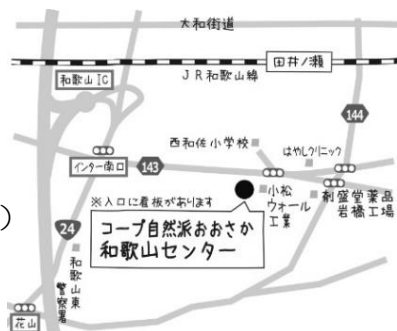 大和街道
田井ノ瀬
JR和歌山線
和歌山IC
144
西和佐小学校
はやしクリニック
インター南口
143
※入口に看板があります
小松
ウォール
工業
剤盛堂薬品
岩橋工場
コープ自然派おおさか
和歌山センター
24
和歌山東
警察署
花山
)